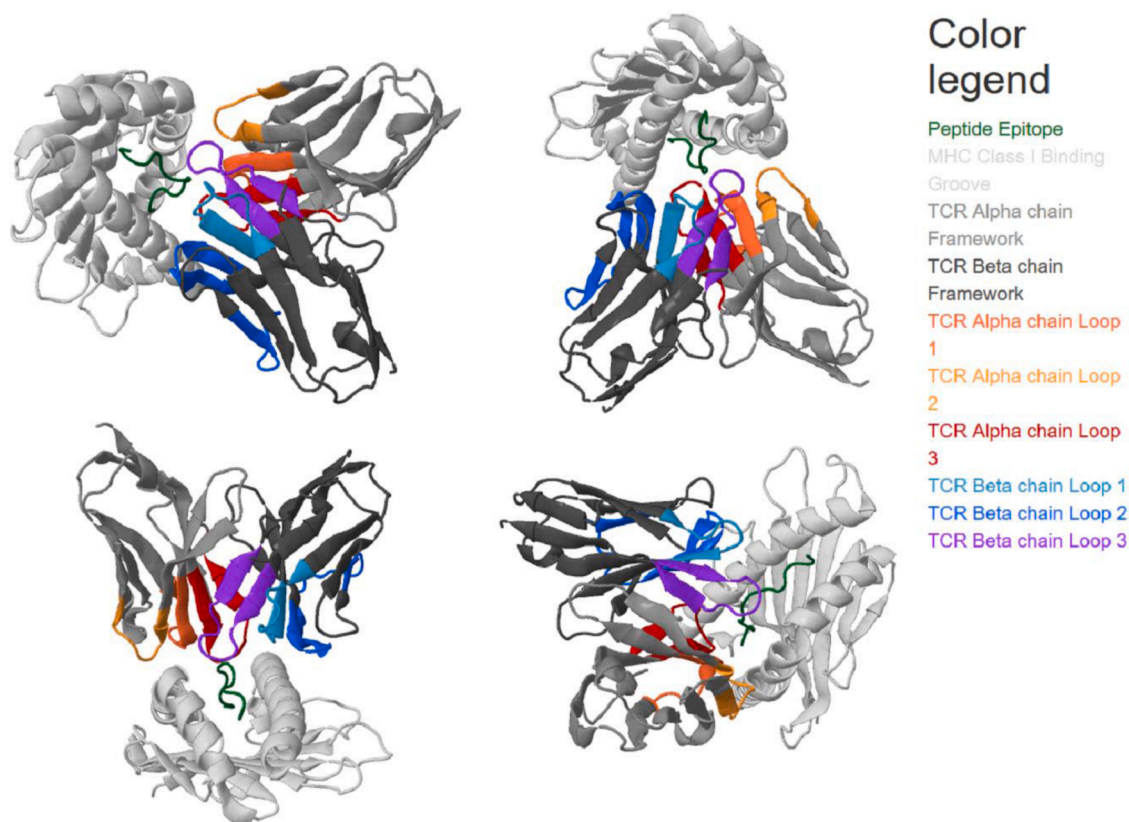 Color
legend
Peptide Epitope
MHC Class I Binding
Groove
TCR Alpha chain
Framework
TCR Beta chain
Framework
TCR Alpha chain Loop
1
TCR Alpha chain Loop
2
TCR Alpha chain Loop
3
TCR Beta chain Loop 1
TCR Beta chain Loop 2
TCR Beta chain Loop 3